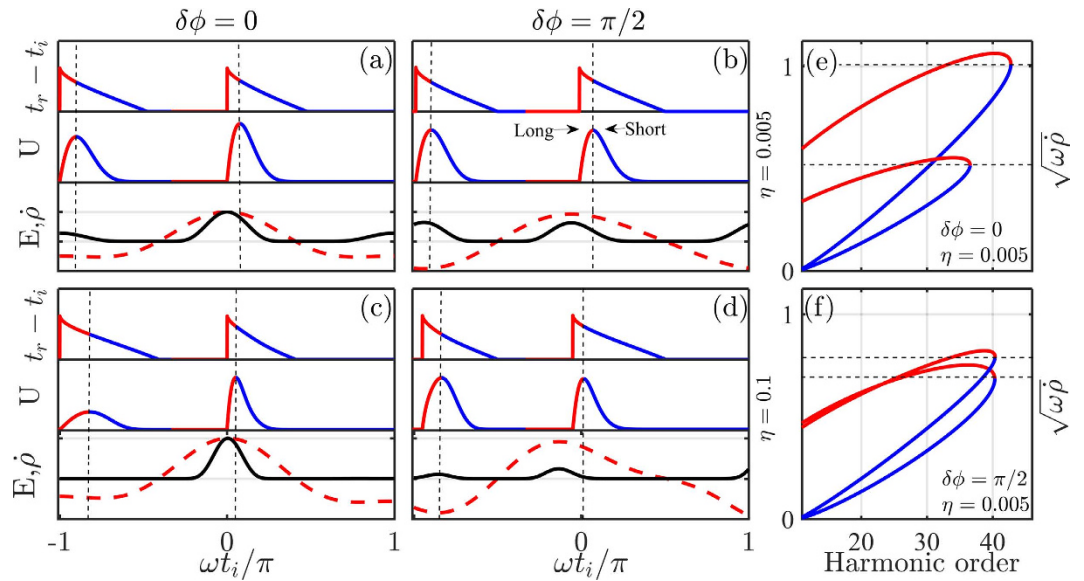 δφ = 0
δφ = π/2
t_r − t_i
(a)
(b)
(e)
1
U
Long
Short
η = 0.005
√ωρ̇
E,ρ̇
δφ = 0
η = 0.005
0
t_r − t_i
(c)
(d)
(f)
1
U
η = 0.1
√ωρ̇
E,ρ̇
δφ = π/2
η = 0.005
0
-1 0 1 0 1
20 30 40
ωt_i/π
ωt_i/π
Harmonic order